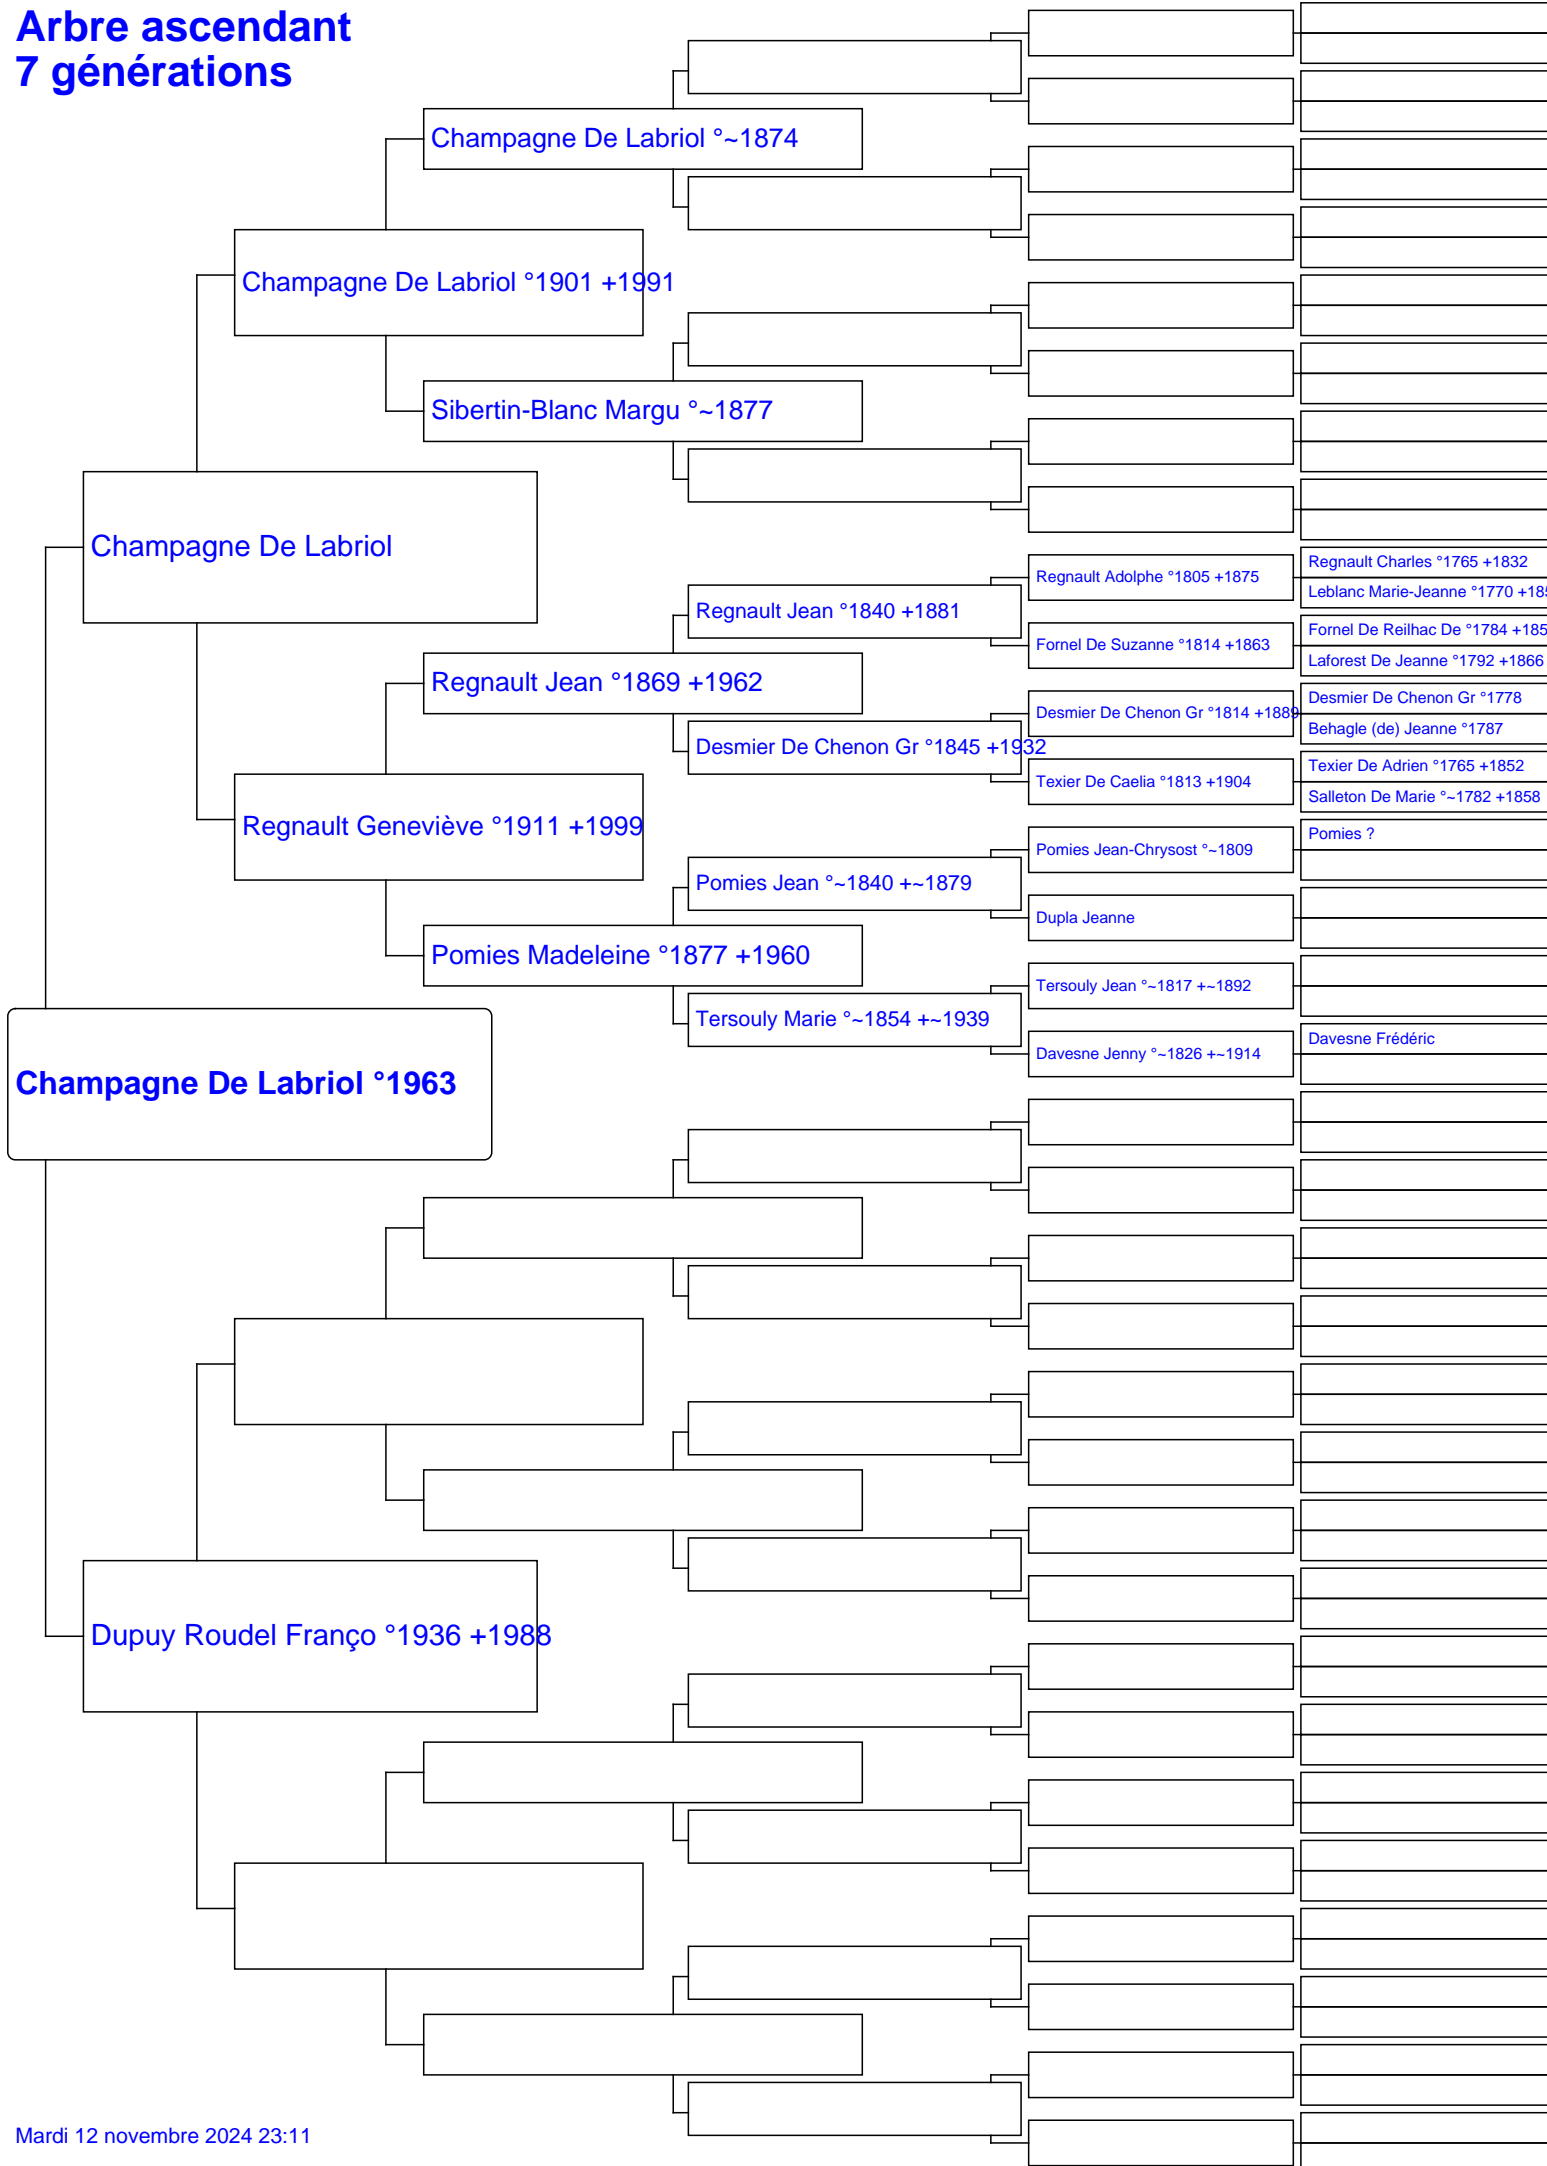 Arbre ascendant
7 générations
Champagne De Labriol °~1874
Champagne De Labriol °1901 +1991
Sibertin-Blanc Margu °~1877
Champagne De Labriol
Regnault Charles °1765 +1832
Regnault Adolphe °1805 +1875
Leblanc Marie-Jeanne °1770 +185
Regnault Jean °1840 +1881
Fornel De Reilhac De °1784 +185
Fornel De Suzanne °1814 +1863
Laforest De Jeanne °1792 +1866
Regnault Jean °1869 +1962
Desmier De Chenon Gr °1778
Desmier De Chenon Gr °1814 +1889
Behagle (de) Jeanne °1787
Desmier De Chenon Gr °1845 +1932
Texier De Adrien °1765 +1852
Texier De Caelia °1813 +1904
Salleton De Marie °~1782 +1858
Regnault Geneviève °1911 +1999
Pomies ?
Pomies Jean-Chrysost °~1809
Pomies Jean °~1840 +~1879
Dupla Jeanne
Pomies Madeleine °1877 +1960
Tersouly Jean °~1817 +~1892
Tersouly Marie °~1854 +~1939
Davesne Frédéric
Davesne Jenny °~1826 +~1914
Champagne De Labriol °1963
Dupuy Roudel Franço °1936 +1988
Mardi 12 novembre 2024 23:11